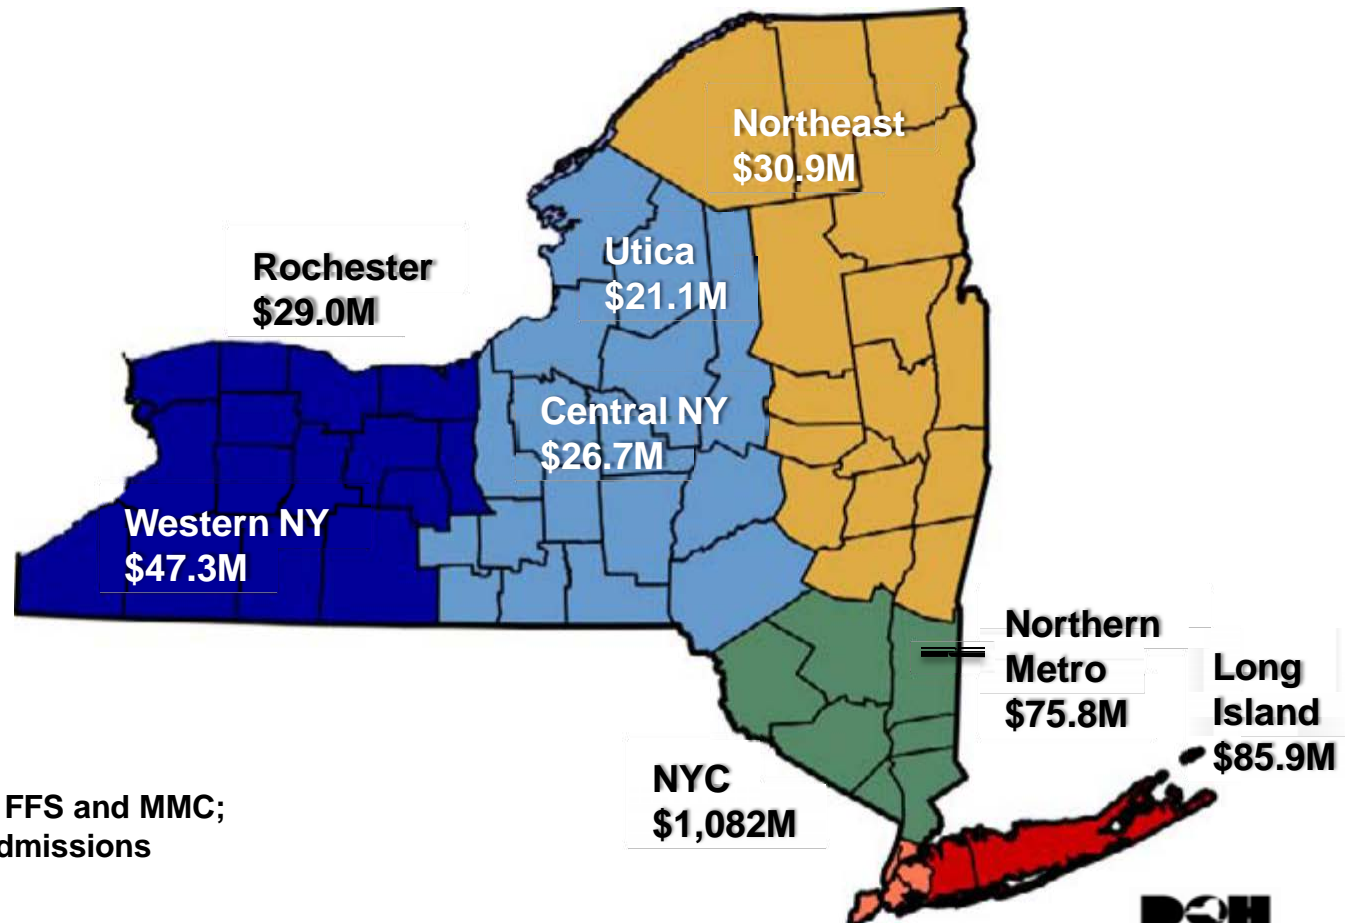 Northeast
$30.9M
Utica
$21.1M
Rochester
$29.0M
Central NY
$26.7M
Western NY
$47.3M
Northern
Metro
$75.8M
Long
Island
$85.9M
NYC
$1,082M
FFS and MMC;
dmissions